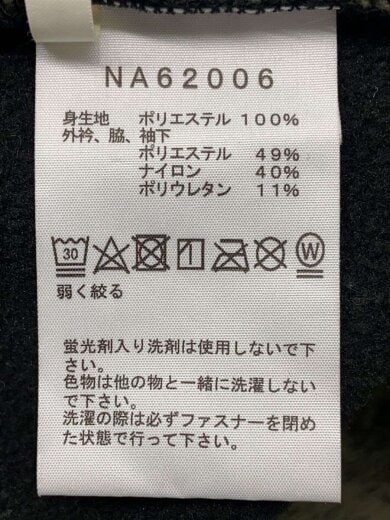 NA62006
身生地 ポリエステル 100%
外衿、脇、袖下
ポリエステル 49%
ナイロン 40%
ポリウレタン 11%
30 W
弱く絞る
蛍光剤入り洗剤は使用しないで下
さい。
色物は他の物と一緒に洗濯しない
で下さい。
洗濯の際は必ずファスナーを閉め
た状態で行って下さい。